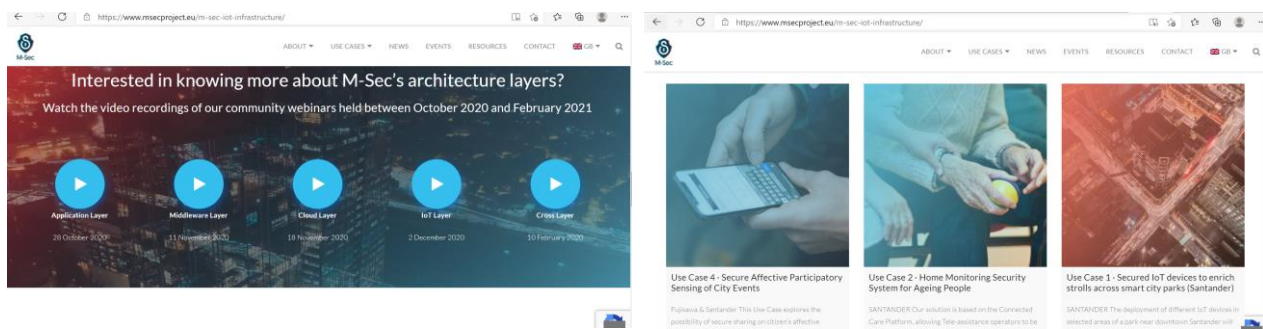 https://www.msecproject.eu/m-sec-iot-infrastructure/
M-Sec
ABOUT USE CASES NEWS EVENTS RESOURCES CONTACT GB
Interested in knowing more about M-Sec's architecture layers?
Watch the video recordings of our community webinars held between October 2020 and February 2021
Application Layer Middleware Layer Cloud Layer IoT Layer Cross Layer
28 October 2020 11 November 2020 18 November 2020 2 December 2020 10 February 2020
https://www.msecproject.eu/m-sec-iot-infrastructure/
M-Sec
ABOUT USE CASES NEWS EVENTS RESOURCES CONTACT GB
Use Case 4 - Secure Affective Participatory
Sensing of City Events
Fujisawa & Santander This Use Case explores the
possibility of secure sharing on citizen's affective
Use Case 2 - Home Monitoring Security
System for Ageing People
SANTANDER Our solution is based on the Connected
Care Platform, allowing Tele-assistance operators to be
Use Case 1 - Secured IoT devices to enrich
strolls across smart city parks (Santander)
SANTANDER The deployment of different IoT devices in
selected areas of a park near downtown Santander will